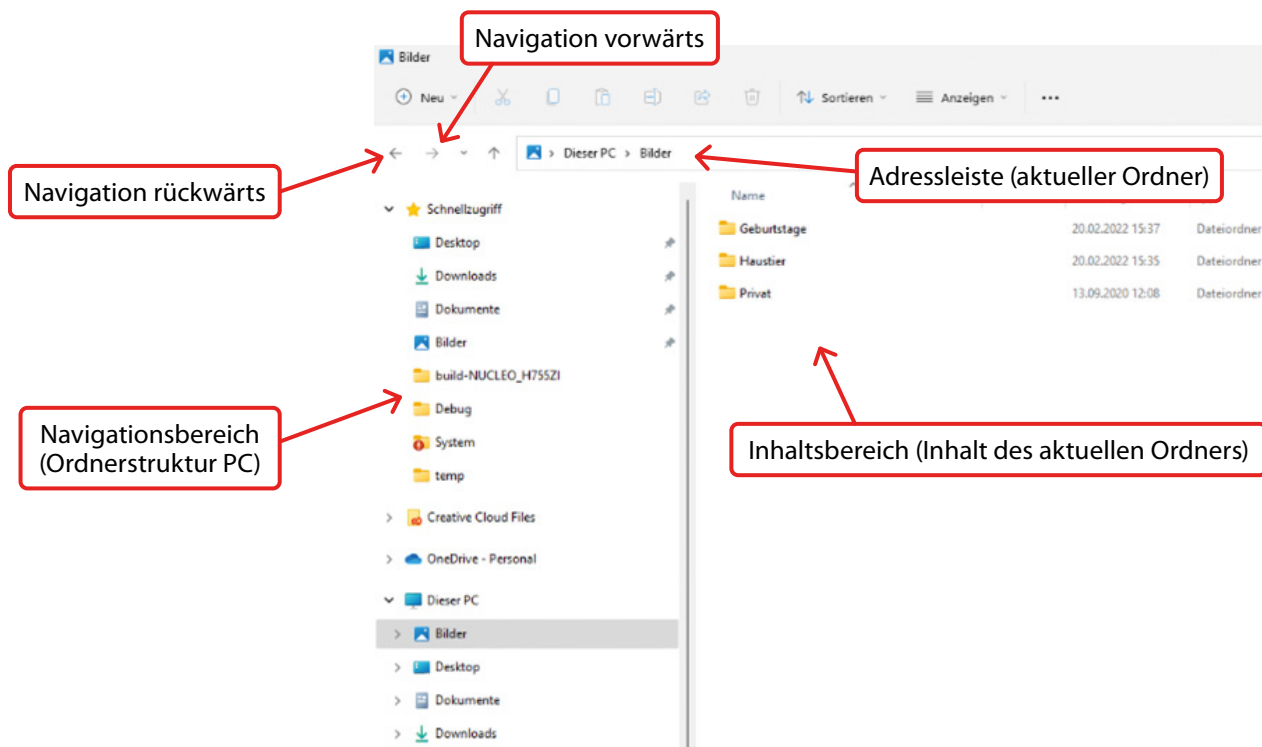 Navigation vorwärts
Bilder
Neu
Sortieren
Anzeigen
Dieser PC > Bilder
Navigation rückwärts
Adressleiste (aktueller Ordner)
Name
Schnellzugriff
Geburtstage 20.02.2022 15:37 Dateiordner
Desktop
Haustier 20.02.2022 15:35 Dateiordner
Downloads
Privat 13.09.2020 12:08 Dateiordner
Dokumente
Bilder
build-NUCLEO_H755ZI
Debug
Navigationsbereich
(Ordnerstruktur PC)
System
Inhaltsbereich (Inhalt des aktuellen Ordners)
temp
Creative Cloud Files
OneDrive - Personal
Dieser PC
Bilder
Desktop
Dokumente
Downloads